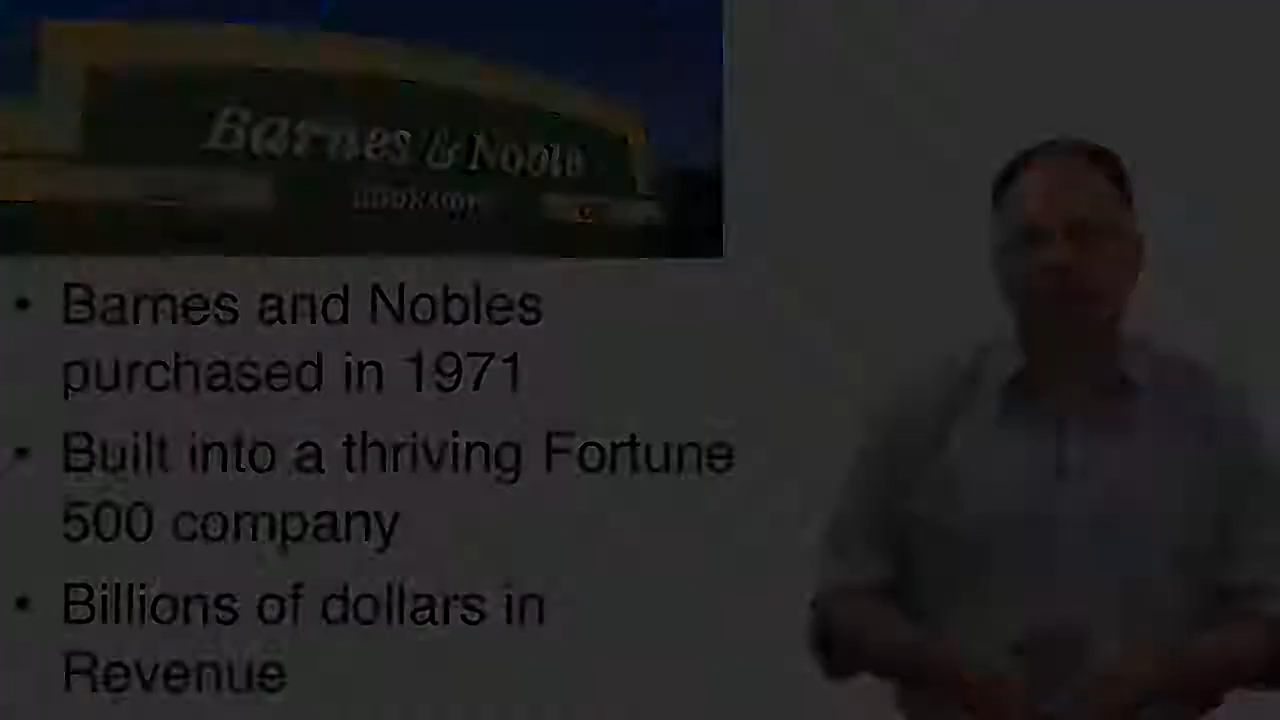 Barnes & Noble
BOOKSTORE
• Barnes and Nobles
purchased in 1971
• Built into a thriving Fortune
500 company
• Billions of dollars in
Revenue